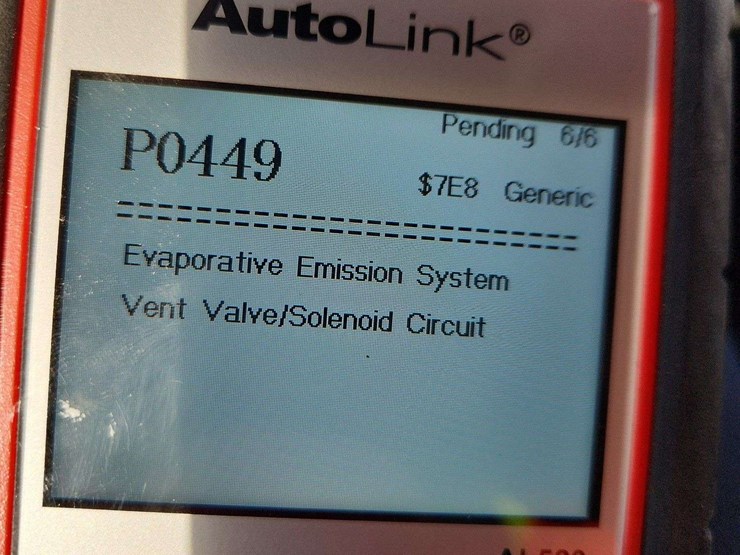 AutoLink®
Pending 6/6
P0449
$7E8 Generic
Evaporative Emission System
Vent Valve/Solenoid Circuit